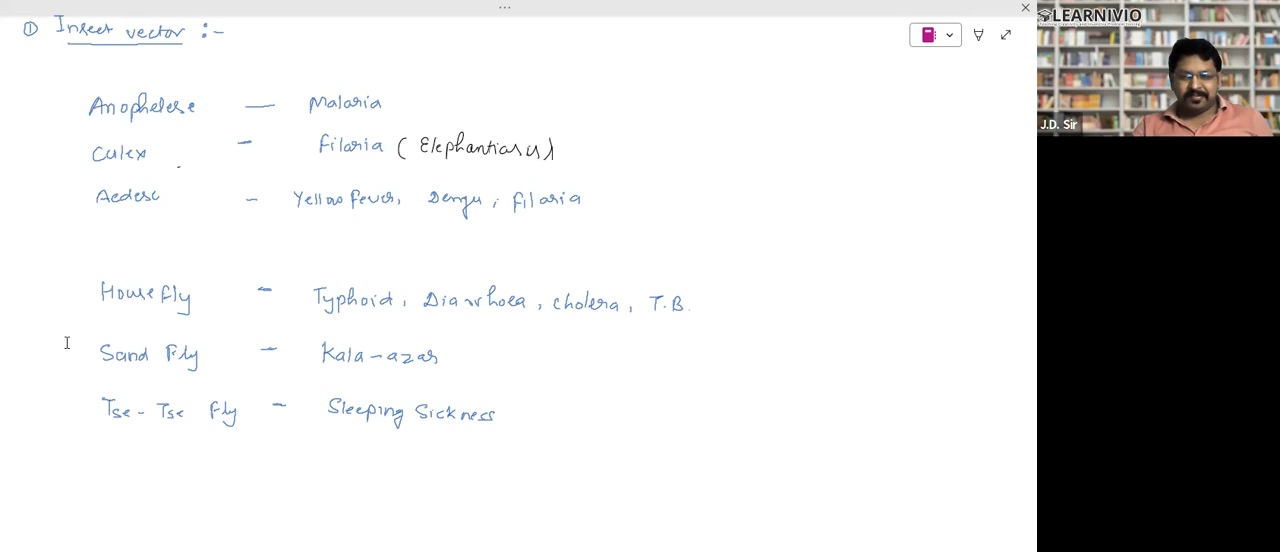 ① Insect vector :-
Anophelese — Malaria
Culex - Filaria (Elephantiasis)
Aedese - Yellow fever, Dengu, filaria
Housefly - Typhoid, Diarrhoea, cholera, T.B.
Sand Fly - Kala-azar
Tse-Tse Fly - Sleeping Sickness
LEARNIVIO
J.D. Sir